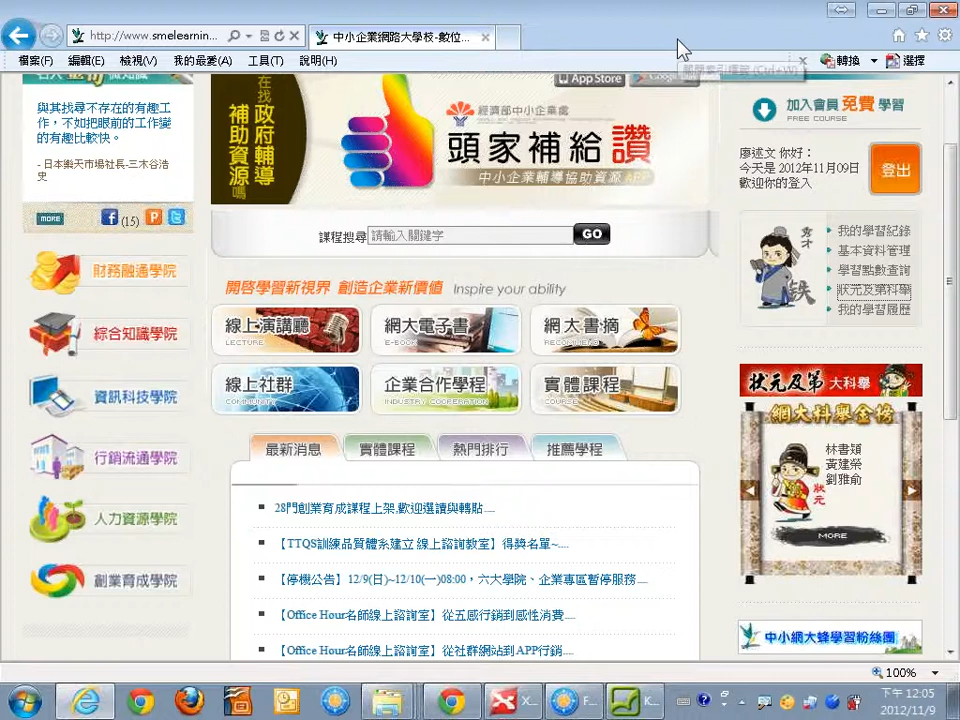 http://www.smelearnin...
中小企業網路大學校-數位...
檔案(F) 編輯(E) 檢視(V) 我的最愛(A) 工具(T) 說明(H)
轉換
選擇
與其找尋不存在的有趣工
作，不如把眼前的工作變
的有趣比較快。
- 日本樂天市場社長-三木谷浩
史
MORE
(15)
財務融通學院
綜合知識學院
資訊科技學院
行銷流通學院
人力資源學院
創業育成學院
在找
政府輔導
補助資源嗎
App Store
經濟部中小企業處
頭家補給讚
中小企業輔導協助資源 APP
課程搜尋
請輸入關鍵字
GO
開啓學習新視界 創造企業新價值 Inspire your ability
線上演講廳
LECTURE
網大電子書
E-BOOK
網大書摘
RECOMMEND
線上社群
COMMUNITY
企業合作學程
INDUSTRY COOPERATION
實體課程
COURSE
最新消息
實體課程
熱門排行
推薦學程
28門創業育成課程上架,歡迎選讀與轉貼....
【TTQS訓練品質體系建立 線上諮詢教室】得獎名單~....
【停機公告】12/9(日)~12/10(一)08:00，六大學院、企業專區暫停服務....
【Office Hour名師線上諮詢室】從五感行銷到感性消費....
【Office Hour名師線上諮詢室】從社群網站到APP行銷....
加入會員 免費 學習
FREE COURSE
廖述文 你好：
今天是 2012年11月09日
歡迎你的登入
登出
秀才
我的學習紀錄
基本資料管理
學習點數查詢
狀元及第科舉
我的學習履歷
狀元及第 大科舉
網大科舉金榜
林書頍
黃建榮
劉雅俞
狀元
MORE
中小網大蜂學習粉絲團
100%
X...
F...
K...
下午 12:05
2012/11/9